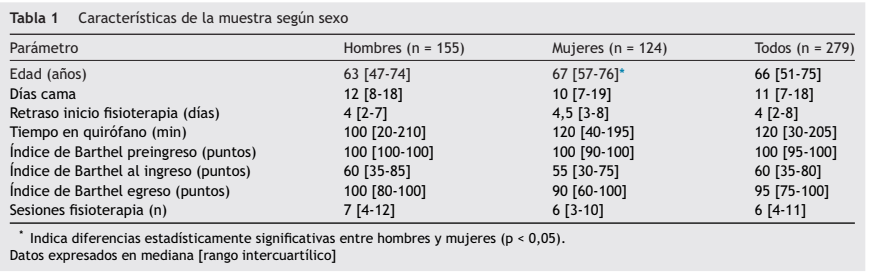 Tabla 1 Características de la muestra según sexo
Parámetro Hombres (n = 155) Mujeres (n = 124) Todos (n = 279)
Edad (años) 63 [47-74] 67 [57-76]* 66 [51-75]
Días cama 12 [8-18] 10 [7-19] 11 [7-18]
Retraso inicio fisioterapia (días) 4 [2-7] 4,5 [3-8] 4 [2-8]
Tiempo en quirófano (min) 100 [20-210] 120 [40-195] 120 [30-205]
Índice de Barthel preingreso (puntos) 100 [100-100] 100 [90-100] 100 [95-100]
Índice de Barthel al ingreso (puntos) 60 [35-85] 55 [30-75] 60 [35-80]
Índice de Barthel egreso (puntos) 100 [80-100] 90 [60-100] 95 [75-100]
Sesiones fisioterapia (n) 7 [4-12] 6 [3-10] 6 [4-11]
* Indica diferencias estadísticamente significativas entre hombres y mujeres (p < 0,05).
Datos expresados en mediana [rango intercuartílico]